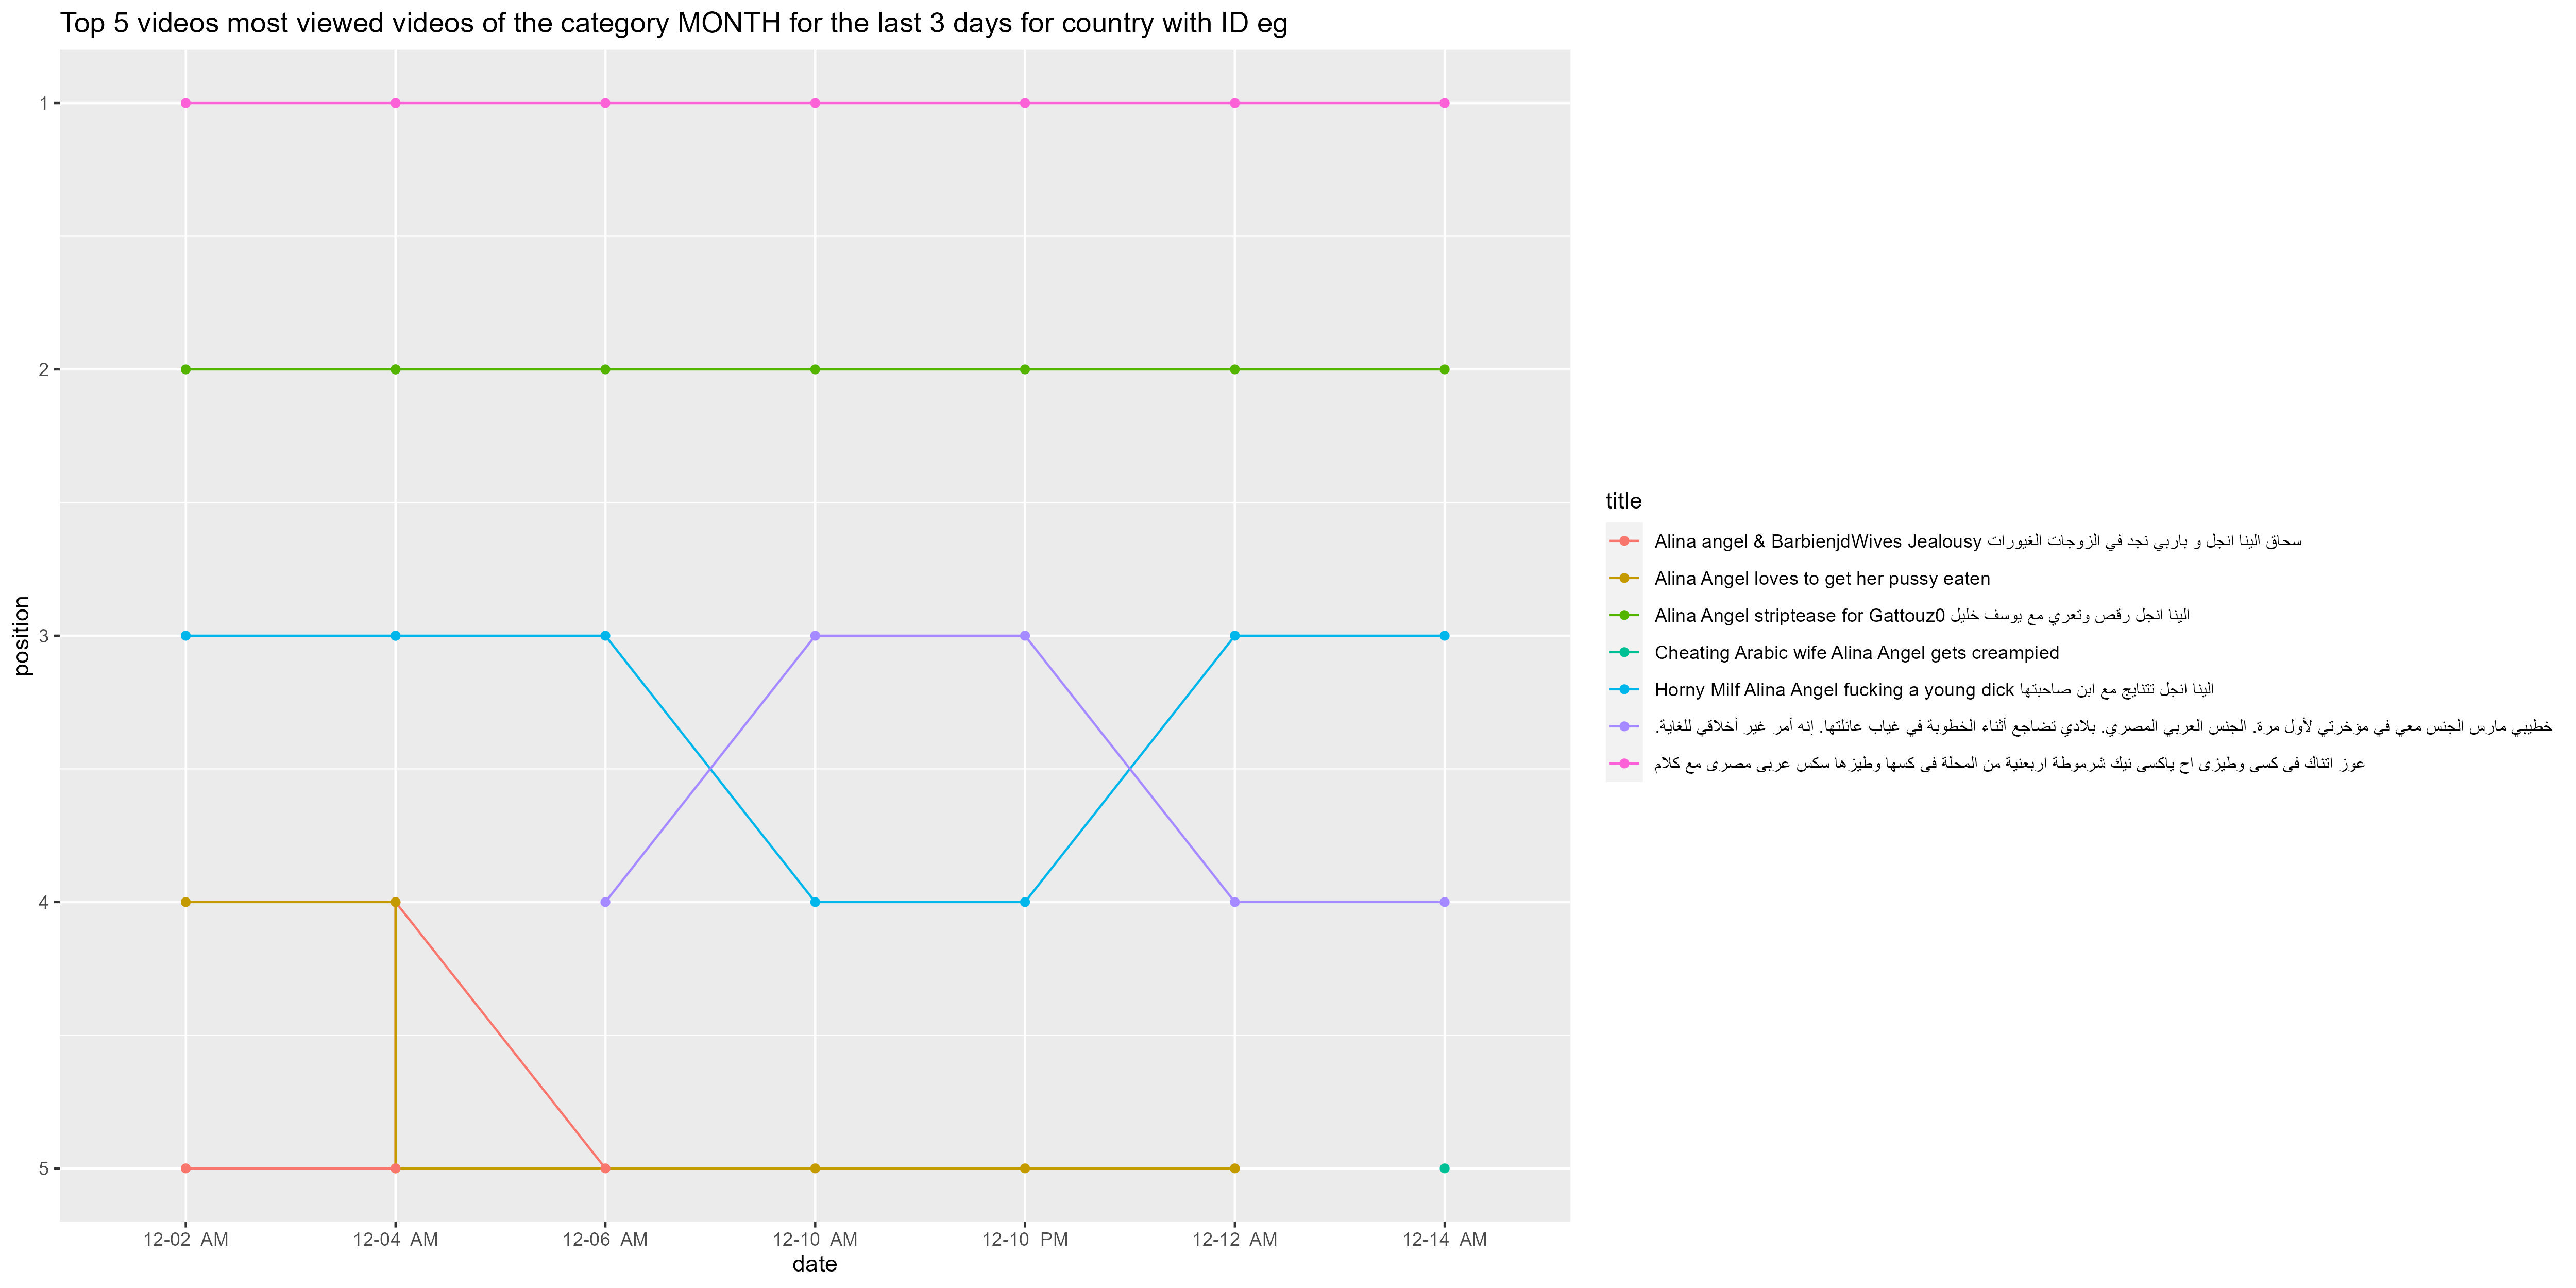 Top 5 videos most viewed videos of the category MONTH for the last 3 days for country with ID eg
position
1
2
3
4
5
12-02 AM
12-04 AM
12-06 AM
12-10 AM
12-10 PM
12-12 AM
12-14 AM
date
title
Alina angel & BarbienjdWives Jealousy سحاق الينا انجل و باربي نجد في الزوجات الغيورات
Alina Angel loves to get her pussy eaten
Alina Angel striptease for Gattouz0 الينا انجل رقص وتعري مع يوسف خليل
Cheating Arabic wife Alina Angel gets creampied
Horny Milf Alina Angel fucking a young dick الينا انجل تتنايج مع ابن صاحبتها
خطيبي مارس الجنس معي في مؤخرتي لأول مرة. الجنس العربي المصري. بلادي تضاجع أثناء الخطوبة في غياب عائلتها. إنه أمر غير أخلاقي للغاية.
عوز اتناك فى كسى وطيزى اح ياكسى نيك شرموطة اربعنية من المحلة فى كسها وطيزها سكس عربى مصرى مع كلام